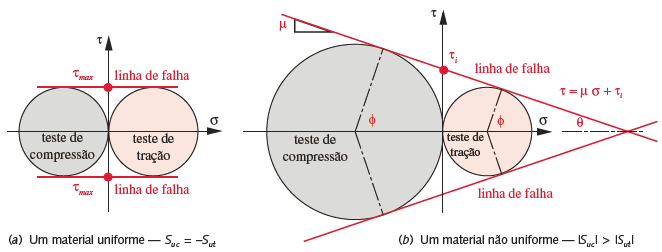 τ
τmax
linha de falha
σ
teste de
compressão
teste de
tração
τmax
linha de falha
(a) Um material uniforme — Suc = –Sut
μ
τ
τi
linha de falha
τ = μ σ + τi
ϕ
ϕ
σ
θ
teste de
compressão
teste de
tração
linha de falha
(b) Um material não uniforme — |Suc| > |Sut|